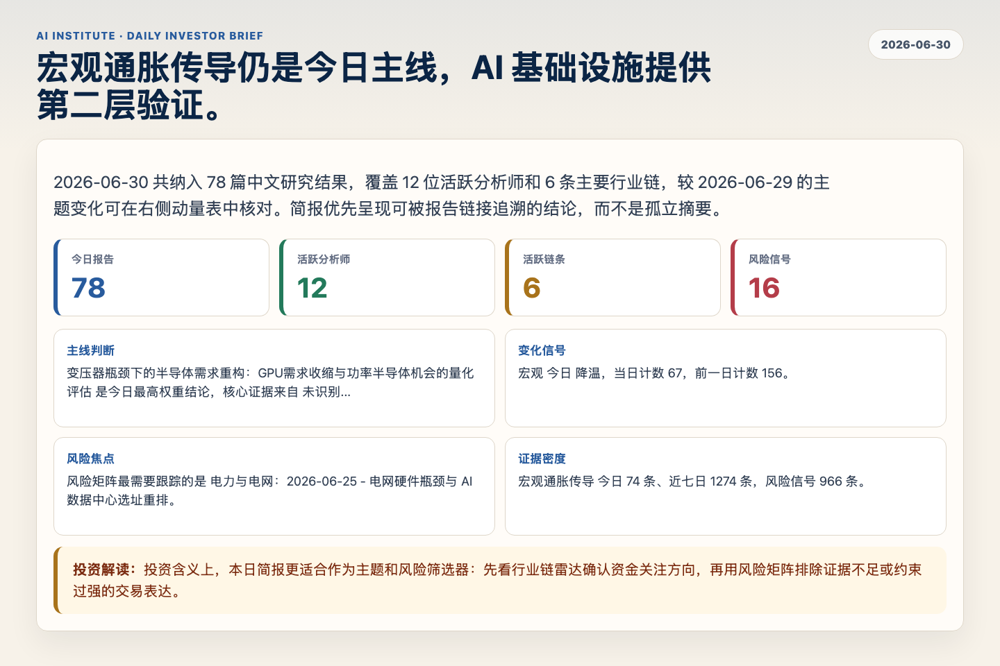 AI INSTITUTE · DAILY INVESTOR BRIEF
2026-06-30
宏观通胀传导仍是今日主线，AI 基础设施提供
第二层验证。
2026-06-30 共纳入 78 篇中文研究结果，覆盖 12 位活跃分析师和 6 条主要行业链，较 2026-06-29 的主
题变化可在右侧动量表中核对。简报优先呈现可被报告链接追溯的结论，而不是孤立摘要。
今日报告
78
活跃分析师
12
活跃链条
6
风险信号
16
主线判断
变压器瓶颈下的半导体需求重构：GPU需求收缩与功率半导体机会的量化
评估 是今日最高权重结论，核心证据来自 未识别...
变化信号
宏观 今日 降温，当日计数 67，前一日计数 156。
风险焦点
风险矩阵最需要跟踪的是 电力与电网：2026-06-25 - 电网硬件瓶颈与 AI
数据中心选址重排。
证据密度
宏观通胀传导 今日 74 条、近七日 1274 条，风险信号 966 条。
投资解读：投资含义上，本日简报更适合作为主题和风险筛选器：先看行业链雷达确认资金关注方向，再用风险矩阵排除证据不足或约束
过强的交易表达。